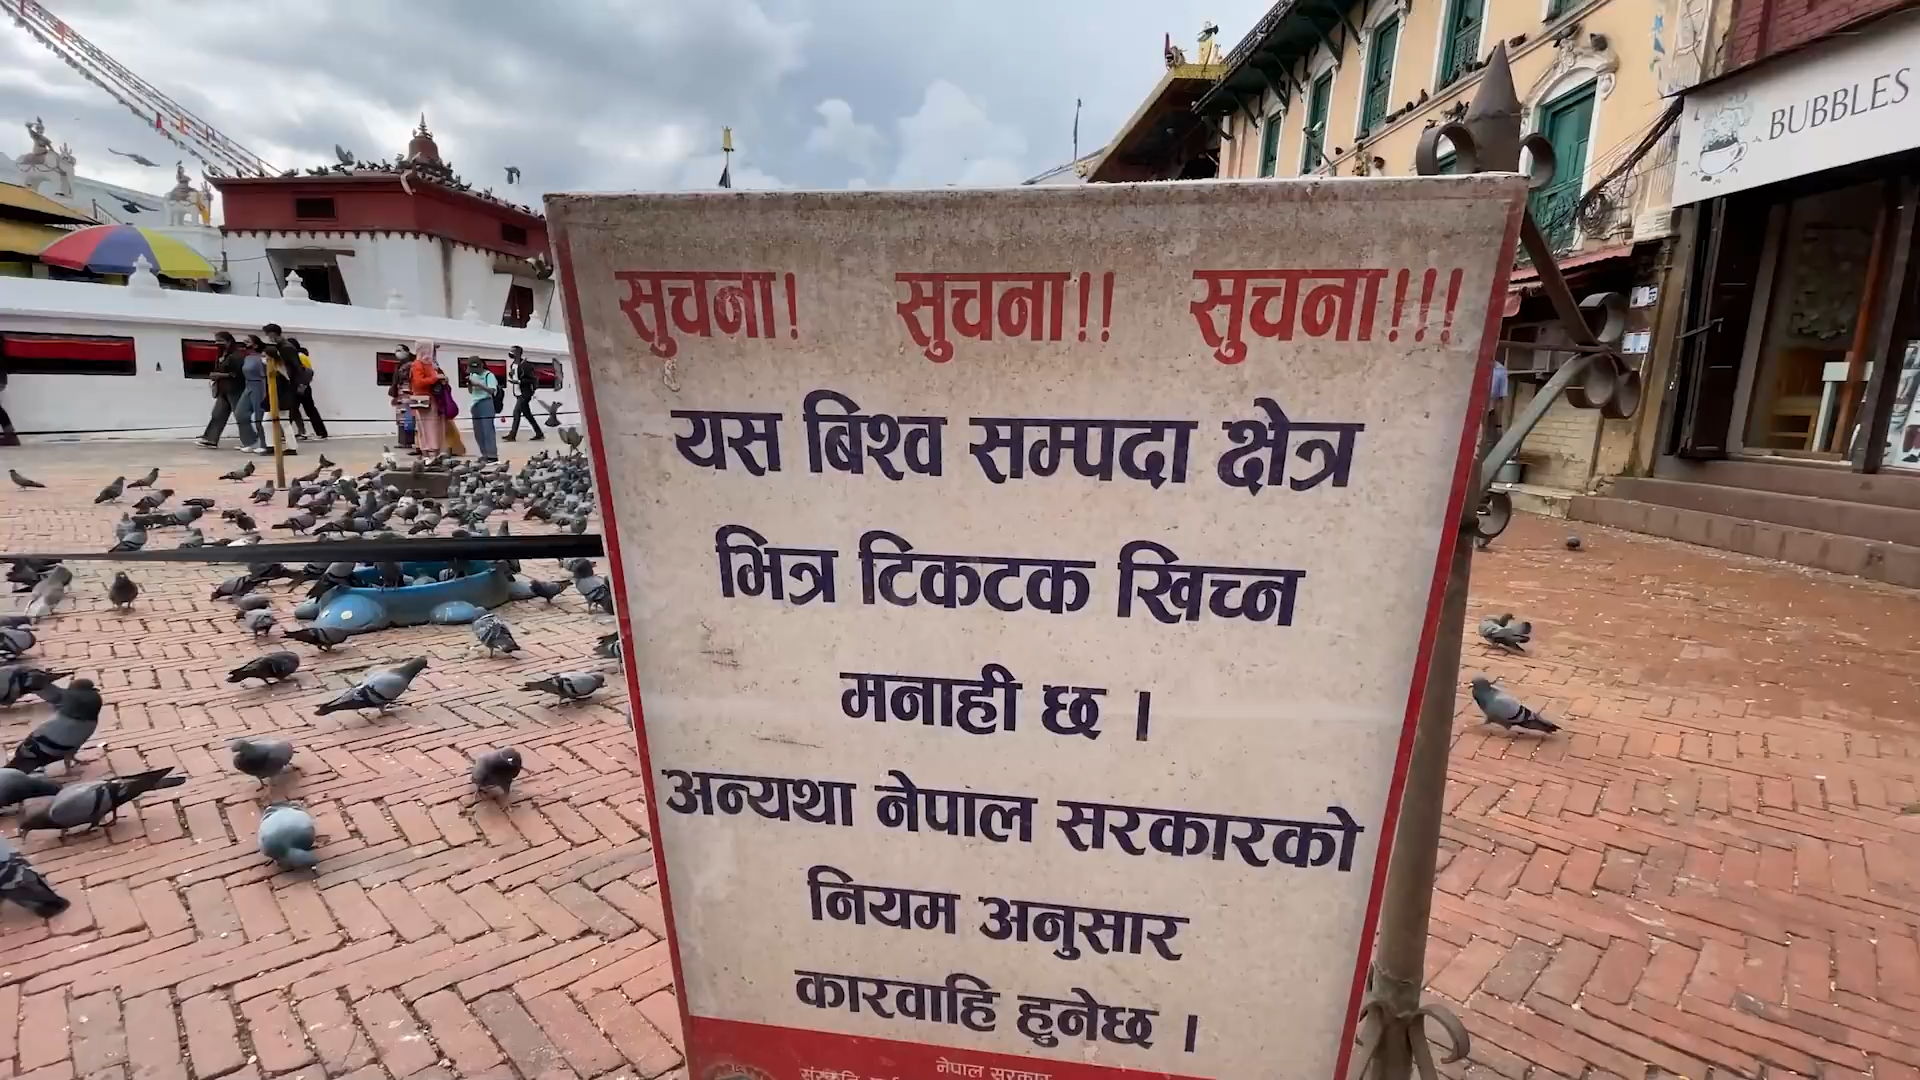 सुचना! सुचना!! सुचना!!!
यस बिश्व सम्पदा क्षेत्र
भित्र टिकटक खिच्न
मनाही छ ।
अन्यथा नेपाल सरकारको
नियम अनुसार
कारवाहि हुनेछ ।
नेपाल सरकार
संस्कृति
BUBBLES